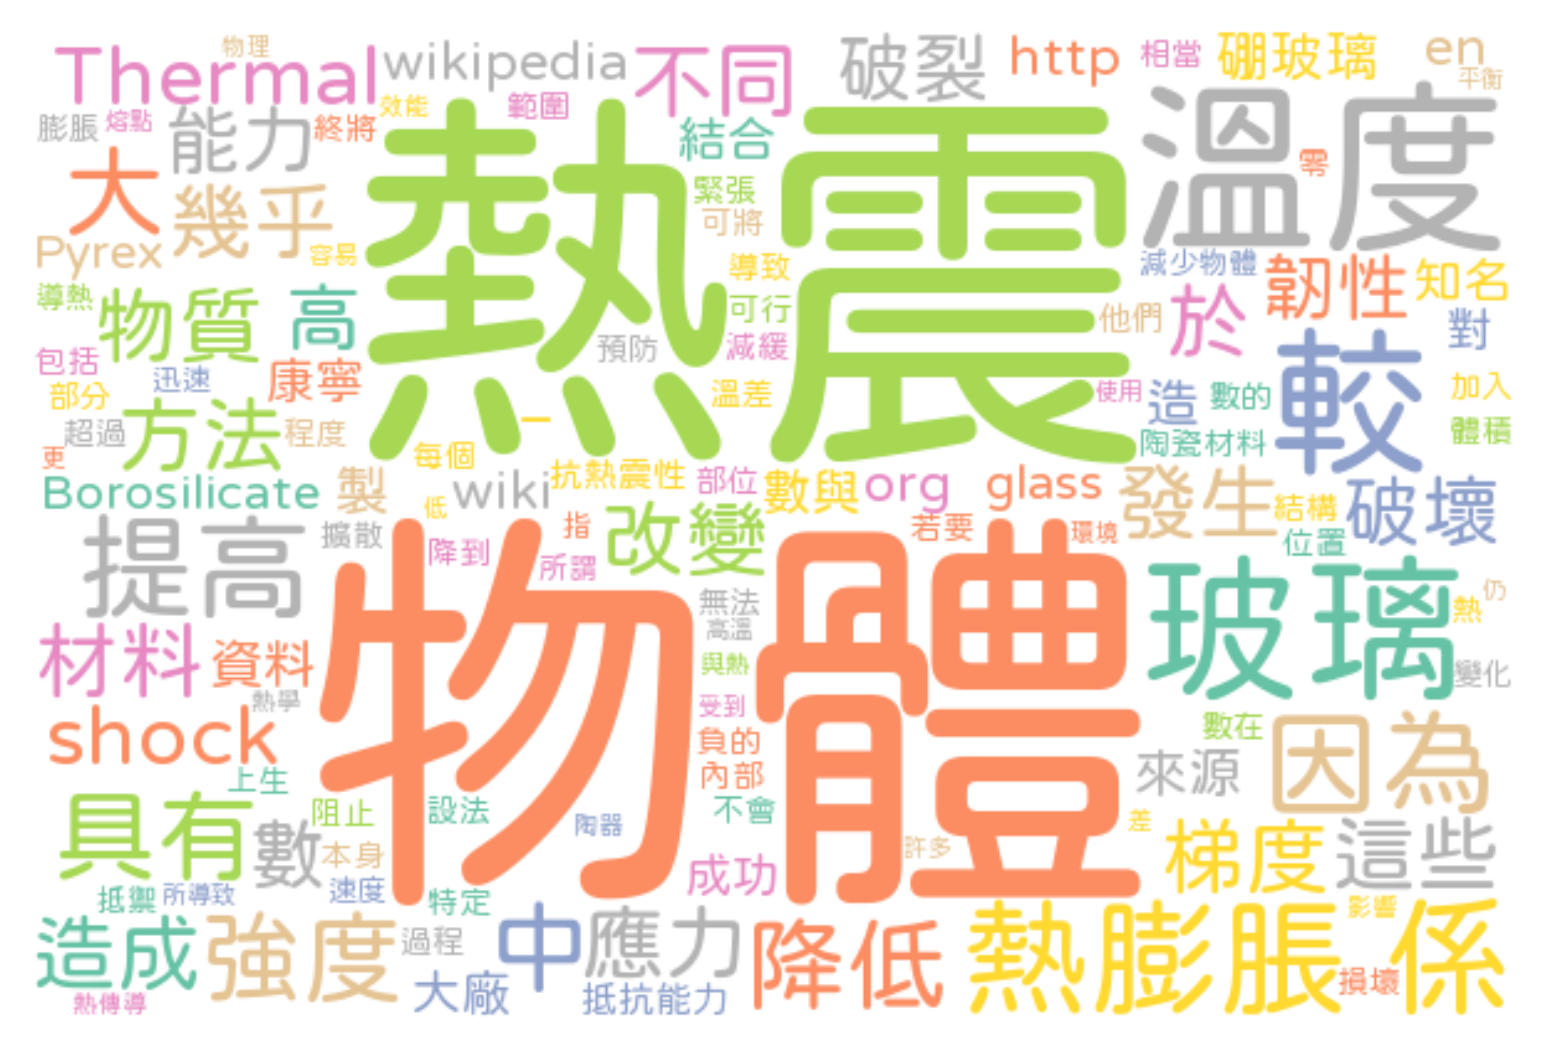 物理
Thermal
wikipedia
不同
破裂
http
相當
硼玻璃
en
平衡
效能
範圍
膨脹
熔點
能力
終將
結合
熱震
溫度
零
大
幾乎
緊張
可將
Pyrex
容易
導致
減少物體
韌性
知名
導熱
物質
高
可行
他們
於
對
預防
減緩
包括
康寧
迅速
部分
溫差
使用
造
數的
較
加入
方法
超過
程度
一
陶瓷材料
體積
更
每個
抗熱震性
部位
數與
org
glass
發生
結構
破壞
Borosilicate
製
低
wiki
提高
擴散
降到
指
所謂
改變
若要
環境
位置
物體
無法
高溫
玻璃
仍
熱
材料
資料
與熱
變化
熱學
受到
shock
負的
數在
因為
上生
內部
來源
具有
阻止
設法
陶器
不會
差
數
本身
許多
梯度
這些
抵禦
所導致
速度
特定
成功
影響
造成
強度
過程
中
應力
降低
熱膨脹係
損壞
大廠
抵抗能力
熱傳導